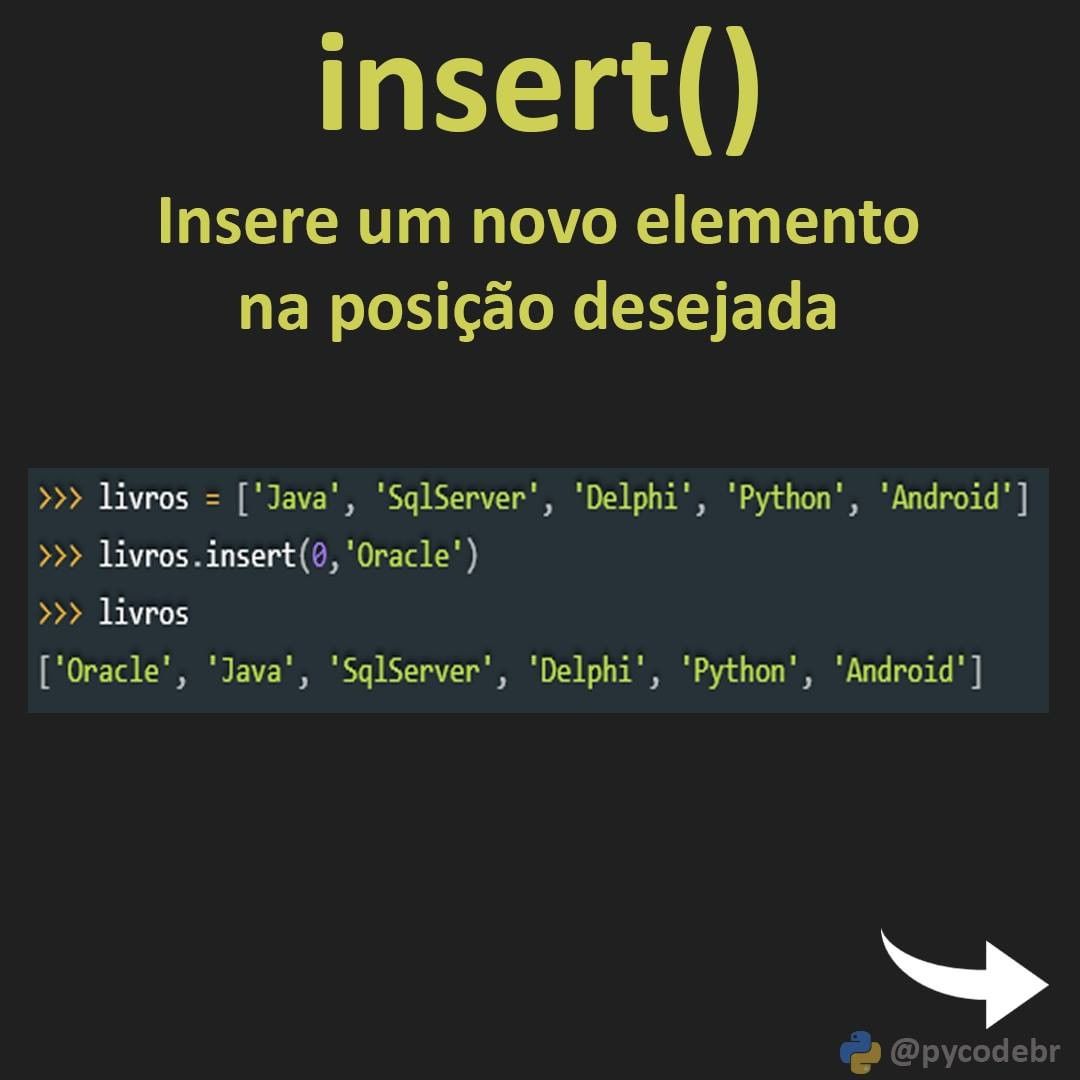 insert()
Insere um novo elemento
na posição desejada
>>> livros = ['Java', 'SqlServer', 'Delphi', 'Python', 'Android']
>>> livros.insert(0,'Oracle')
>>> livros
['Oracle', 'Java', 'SqlServer', 'Delphi', 'Python', 'Android']
@pycodebr